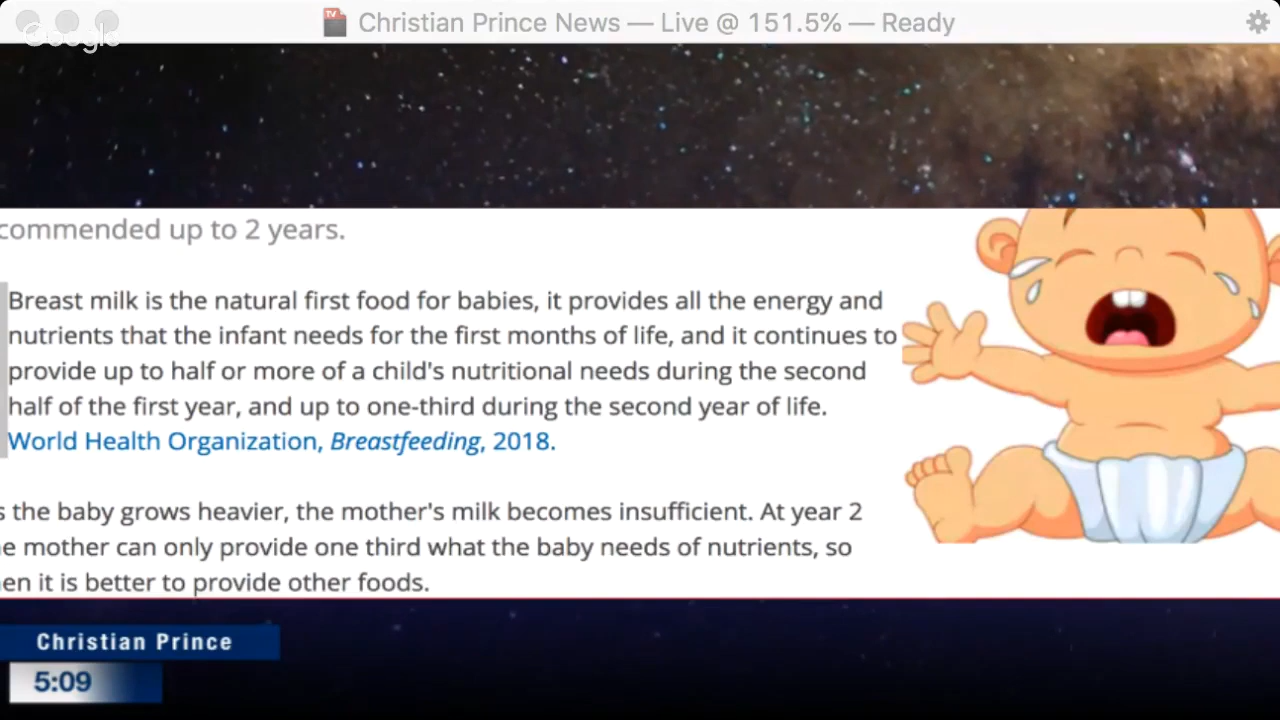 Christian Prince News — Live @ 151.5% — Ready
Google
TV
commended up to 2 years.
Breast milk is the natural first food for babies, it provides all the energy and
nutrients that the infant needs for the first months of life, and it continues to
provide up to half or more of a child's nutritional needs during the second
half of the first year, and up to one-third during the second year of life.
World Health Organization, Breastfeeding, 2018.
s the baby grows heavier, the mother's milk becomes insufficient. At year 2
e mother can only provide one third what the baby needs of nutrients, so
en it is better to provide other foods.
Christian Prince
5:09